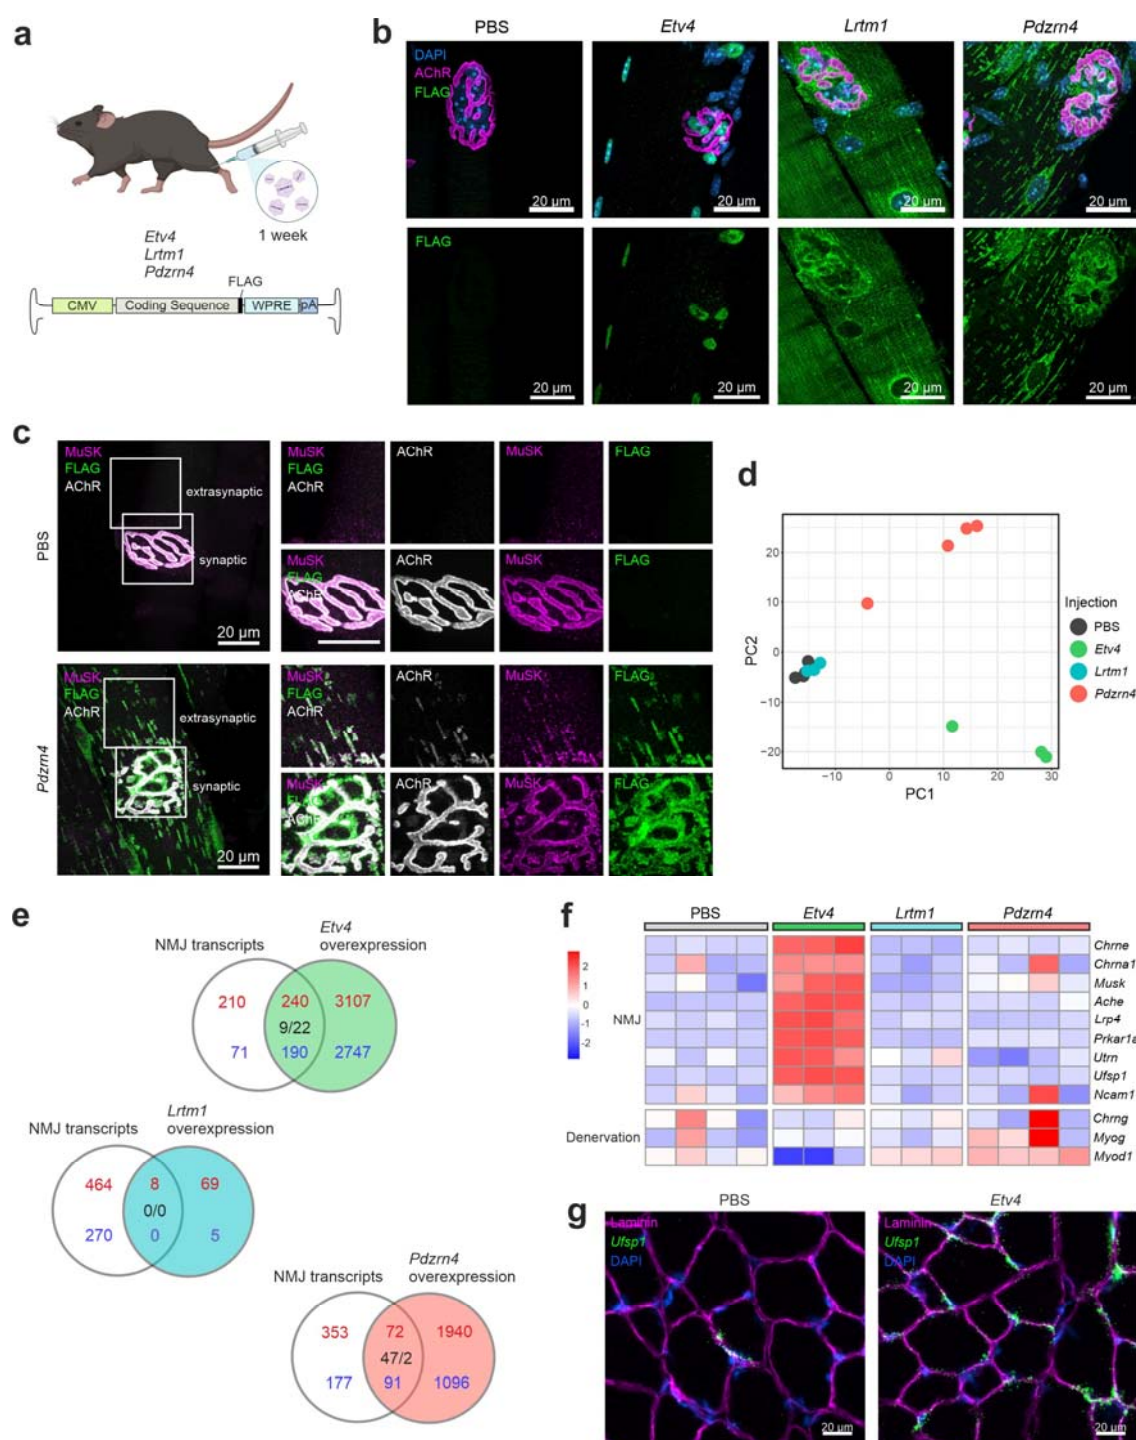 a
1 week
Etv4
Lrtm1
Pdzrn4
FLAG
CMV
Coding Sequence
WPRE
pA
b
PBS
Etv4
Lrtm1
Pdzrn4
DAPI
AChR
FLAG
20 µm
20 µm
20 µm
20 µm
FLAG
20 µm
20 µm
20 µm
20 µm
c
PBS
MuSK
FLAG
AChR
extrasynaptic
synaptic
20 µm
MuSK
FLAG
AChR
AChR
MuSK
FLAG
MuSK
FLAG
AChR
AChR
MuSK
FLAG
Pdzrn4
MuSK
FLAG
AChR
extrasynaptic
synaptic
20 µm
MuSK
FLAG
AChR
AChR
MuSK
FLAG
MuSK
FLAG
AChR
AChR
MuSK
FLAG
d
PC2
20
10
0
−10
−20
−10
0
10
20
30
PC1
Injection
PBS
Etv4
Lrtm1
Pdzrn4
e
NMJ transcripts
Etv4
overexpression
210
240
3107
9/22
71
190
2747
NMJ transcripts
Lrtm1
overexpression
464
8
69
0/0
270
0
5
NMJ transcripts
Pdzrn4
overexpression
353
72
1940
47/2
177
91
1096
f
PBS
Etv4
Lrtm1
Pdzrn4
2
1
0
-1
-2
NMJ
Chrne
Chrna1
Musk
Ache
Lrp4
Prkar1a
Utrn
Ufsp1
Ncam1
Denervation
Chrng
Myog
Myod1
g
PBS
Etv4
Laminin
Ufsp1
DAPI
20 µm
Laminin
Ufsp1
DAPI
20 µm